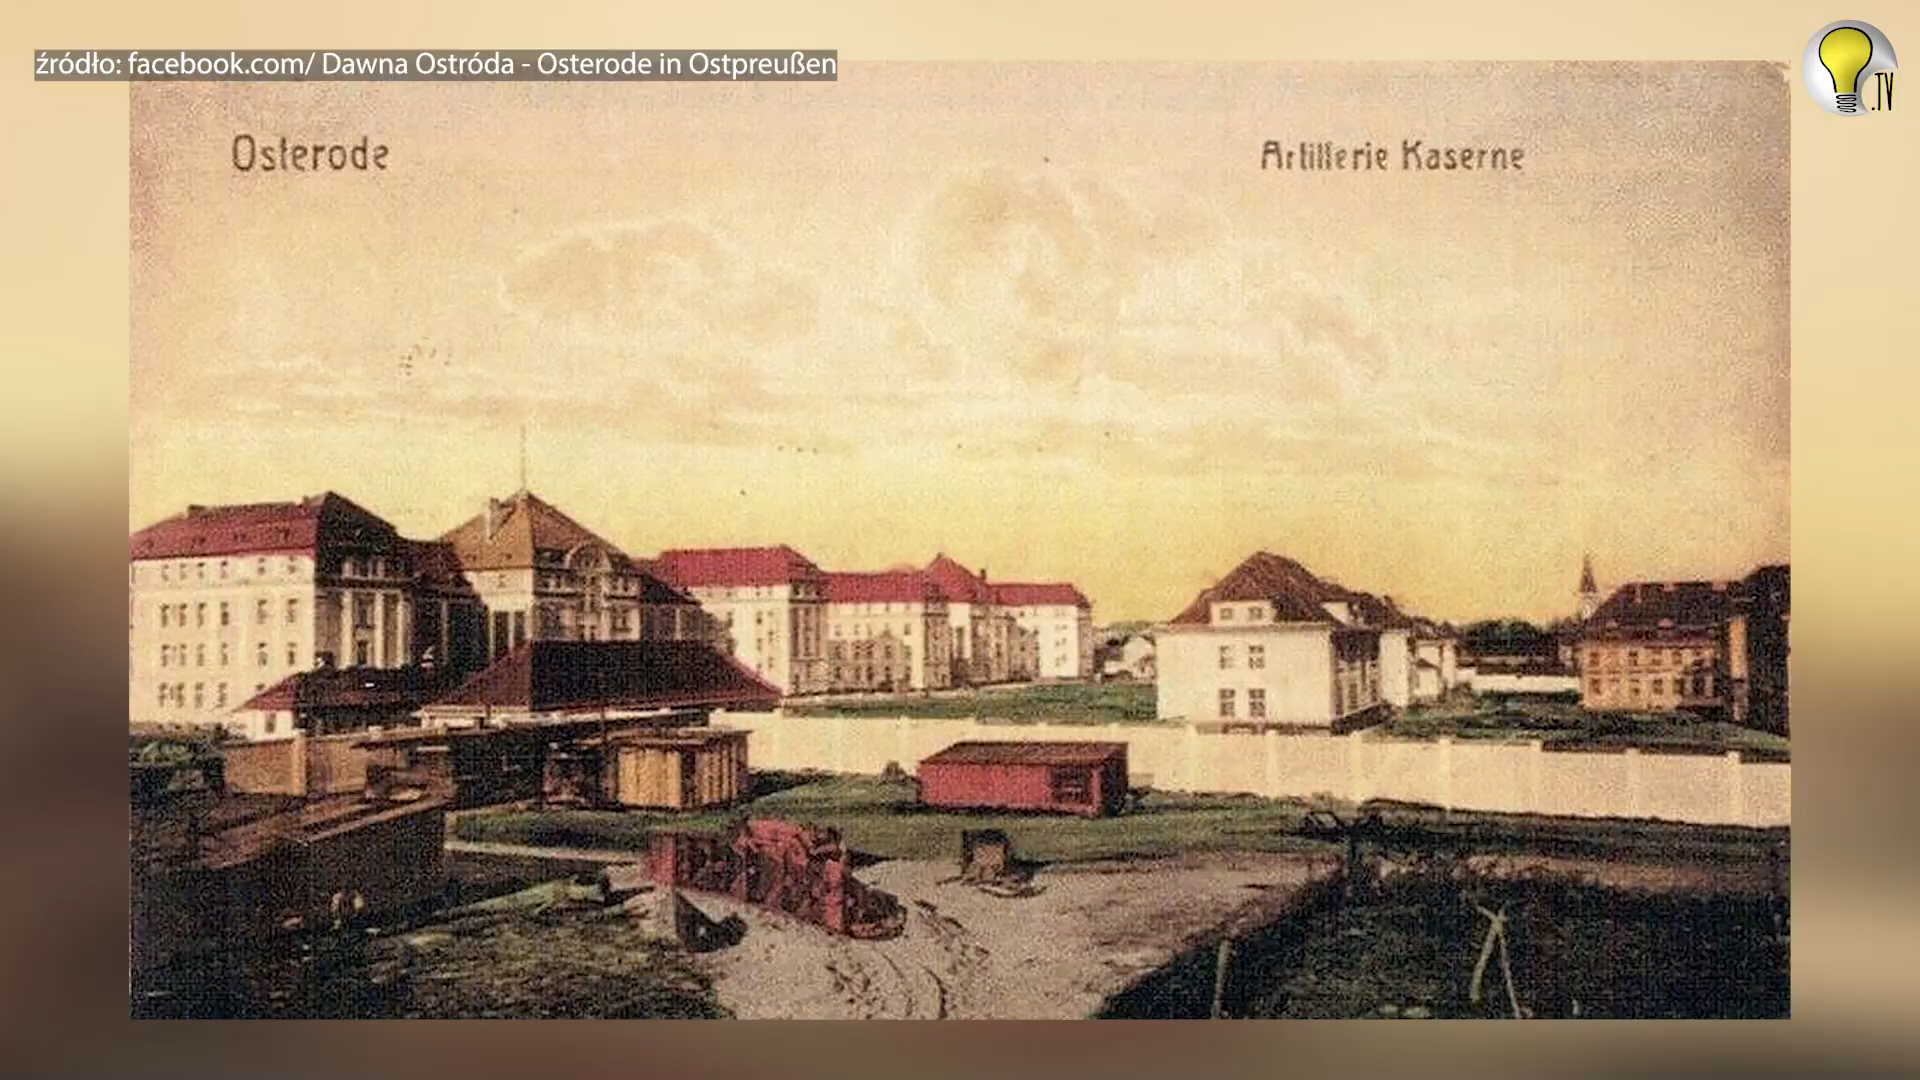 źródło: facebook.com/ Dawna Ostróda - Osterode in Ostpreußen
.TV
Osterode
Artillerie Kaserne